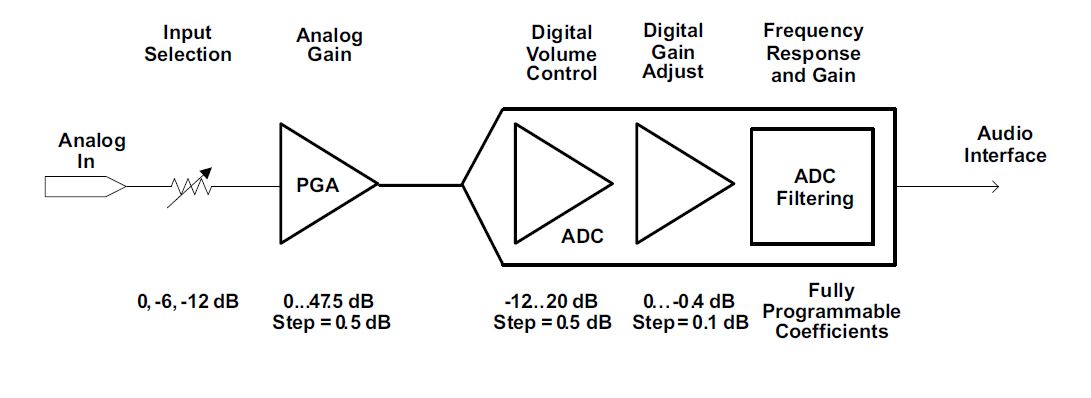 Input
Selection
Analog
Gain
Digital
Volume
Control
Digital
Gain
Adjust
Frequency
Response
and Gain
Analog
In
PGA
ADC
ADC
Filtering
Audio
Interface
0, -6, -12 dB
0...47.5 dB
Step = 0.5 dB
-12...20 dB
Step = 0.5 dB
0...-0.4 dB
Step= 0.1 dB
Fully
Programmable
Coefficients